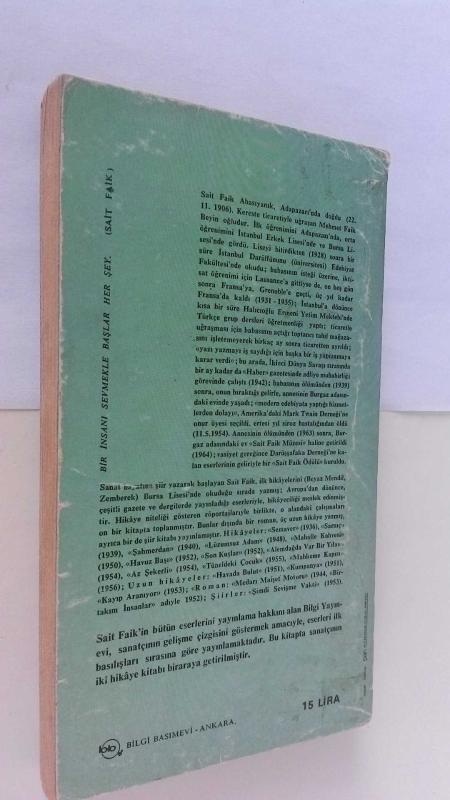 BİR İNSANI SEVMEKLE BAŞLAR HER ŞEY. (SAİT FAİK)
Sait Faik Abasıyanık, Adapazarı'nda doğdu (22.
11. 1906). Kereste ticaretiyle uğraşan Mehmet Faik
Beyin oğludur. İlk öğrenimini Adapazarı'nda, orta
öğrenimini İstanbul Erkek Lisesi'nde ve Bursa Li-
sesi'nde gördü. Liseyi bitirdikten (1928) sonra bir
süre İstanbul Darülfünunu (üniversitesi) Edebiyat
Fakültesi'nde okudu; babasının isteği üzerine, ikti-
sat öğrenimi için Lausanne'a gittiyse de, on beş gün
sonra Fransa'ya, Grenoble'e geçti, üç yıl kadar
Fransa'da kaldı (1931 - 1935); İstanbul'a dönünce
kısa bir süre Halıcıoğlu Ermeni Yetim Mektebi'nde
Türkçe grup dersleri öğretmenliği yaptı; ticaretle
uğraşması için babasının açtığı toptancı tahıl mağaza-
sını işletemeyerek birkaç ay sonra ticaretten ayrıldı;
«yazı yazmayı iş saydığı için başka bir iş yapmamaya
karar verdi»; bu arada, İkinci Dünya Savaşı sırasında
bir ay kadar da «Haber» gazetesinde adliye muhabirliği
görevinde çalıştı (1942); babasının ölümünden (1939)
sonra, onun bıraktığı gelirle, annesinin Burgaz adasın-
daki evinde yaşadı; «modern edebiyata yaptığı hizmet-
lerden dolayı», Amerika'daki Mark Twain Derneği'ne
onur üyesi seçildi, ertesi yıl siroz hastalığından öldü
(11.5.1954). Annesinin ölümünden (1963) sonra, Bur-
gaz adasındaki ev «Sait Faik Müzesi» haline getirildi
(1964); vasiyet gereğince Darüşşafaka Derneği'ne ka-
lan eserlerinin geliriyle bir «Sait Faik Ödülü» kuruldu.
Sanat hayatına şiir yazarak başlayan Sait Faik, ilk hikâyelerini (Beyaz Mendil,
Zemberek) Bursa Lisesi'nde okuduğu sırada yazmış; Avrupa'dan dönünce,
çeşitli gazete ve dergilerde yayınladığı eserleriyle, hikâyeciliği meslek edinmiş-
tir. Hikâye niteliği gösteren röportajlarıyle birlikte, o alandaki çalışmaları
on bir kitapta toplanmıştır. Bunlar dışında bir roman, üç uzun hikâye yazmış,
ayrıca bir de şiir kitabı yayınlamıştır. Hikâyeler: «Semaver» (1936), «Sarnıç»
(1939), «Şahmerdan» (1940), «Lüzumsuz Adam» (1948), «Mahalle Kahvesi»
(1950), «Havuz Başı» (1952), «Son Kuşlar» (1952), «Alemdağda Var Bir Yılan»
(1954), «Az Şekerli» (1954), «Tüneldeki Çocuk» (1955), «Mahkeme Kapısı»
(1956); Uzun hikâyeler: «Havada Bulut» (1951), «Kumpanya» (1951),
«Kayıp Aranıyor» (1953); «Roman: «Medarı Maişet Motoru» (1944, «Bir-
takım İnsanlar» adıyle 1952); Şiirler: «Şimdi Sevişme Vakti» (1953).
Sait Faik'in bütün eserlerini yayınlama hakkını alan Bilgi Yayın-
evi, sanatçının gelişme çizgisini göstermek amacıyle, eserleri ilk
basılışları sırasına göre yayınlamaktadır. Bu kitapta sanatçının
iki hikâye kitabı biraraya getirilmiştir.
15 LİRA
BİLGİ BASIMEVİ - ANKARA.